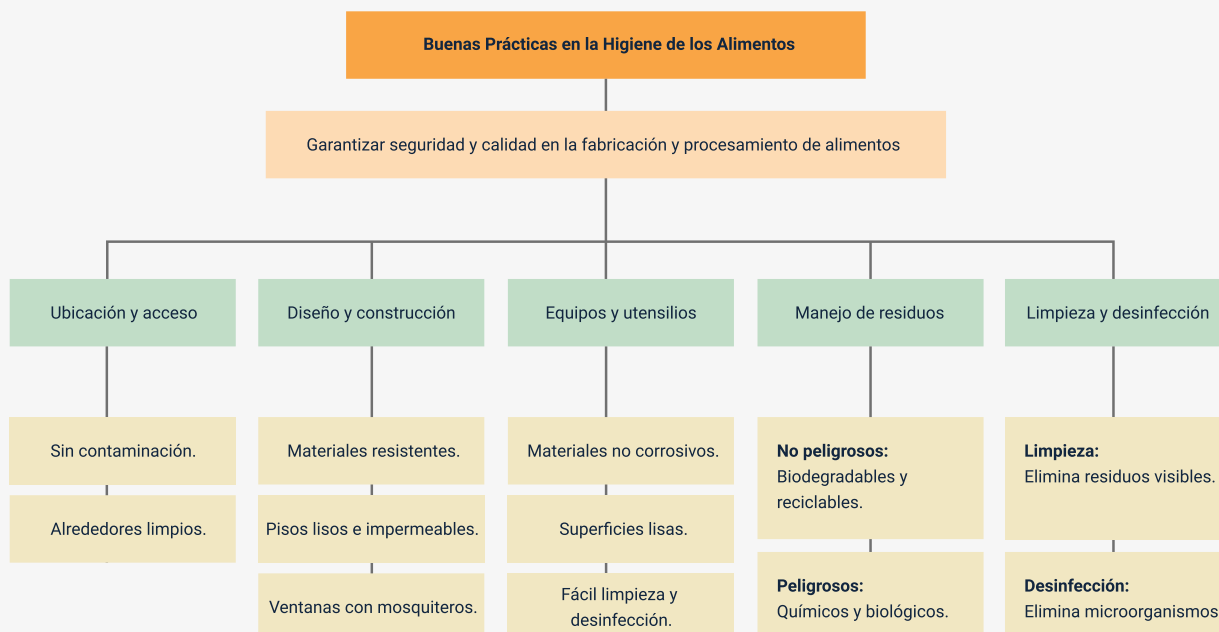 Buenas Prácticas en la Higiene de los Alimentos
Garantizar seguridad y calidad en la fabricación y procesamiento de alimentos
Ubicación y acceso
Diseño y construcción
Equipos y utensilios
Manejo de residuos
Limpieza y desinfección
Sin contaminación.
Alrededores limpios.
Materiales resistentes.
Pisos lisos e impermeables.
Ventanas con mosquiteros.
Materiales no corrosivos.
Superficies lisas.
Fácil limpieza y
desinfección.
No peligrosos:
Biodegradables y
reciclables.
Peligrosos:
Químicos y biológicos.
Limpieza:
Elimina residuos visibles.
Desinfección:
Elimina microorganismos